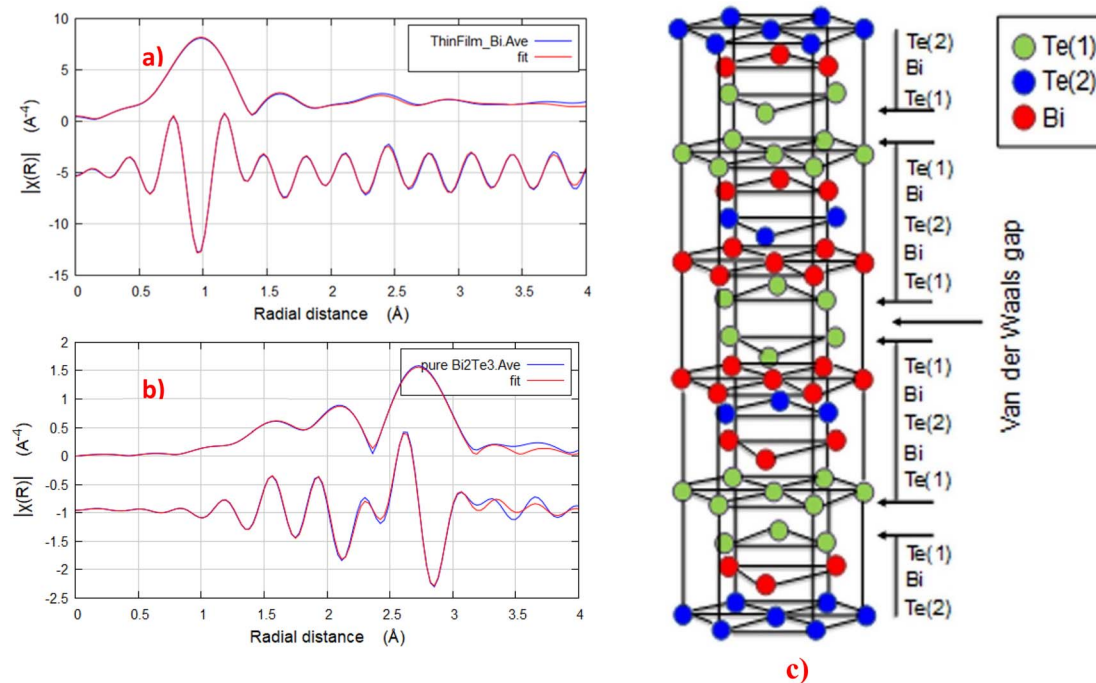 a)
ThinFilm_Bi.Ave
fit
|χ(R)| (A⁻⁴)
10
5
0
-5
-10
-15
0 0.5 1 1.5 2 2.5 3 3.5 4
Radial distance (Å)
b)
pure Bi2Te3.Ave
fit
|χ(R)| (A⁻⁴)
2
1.5
1
0.5
0
-0.5
-1
-1.5
-2
-2.5
0 0.5 1 1.5 2 2.5 3 3.5 4
Radial distance (Å)
Te(2)
Bi
Te(1)
Te(1)
Bi
Te(2)
Bi
Te(1)
Te(1)
Bi
Te(2)
Bi
Te(1)
Te(1)
Bi
Te(2)
Van der Waals gap
Te(1)
Te(2)
Bi
c)